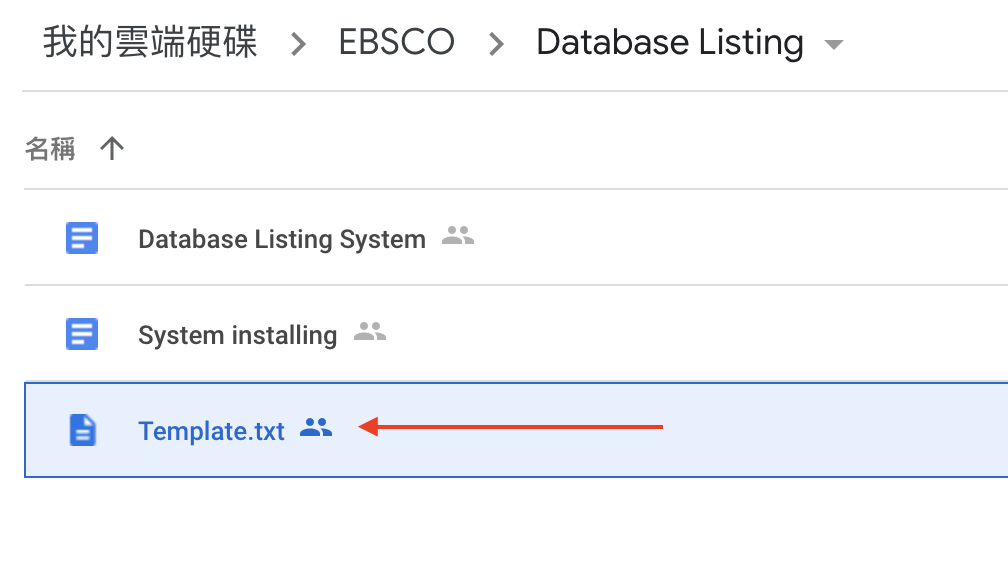 我的雲端硬碟 > EBSCO > Database Listing
名稱 ↑
Database Listing System
System installing
Template.txt